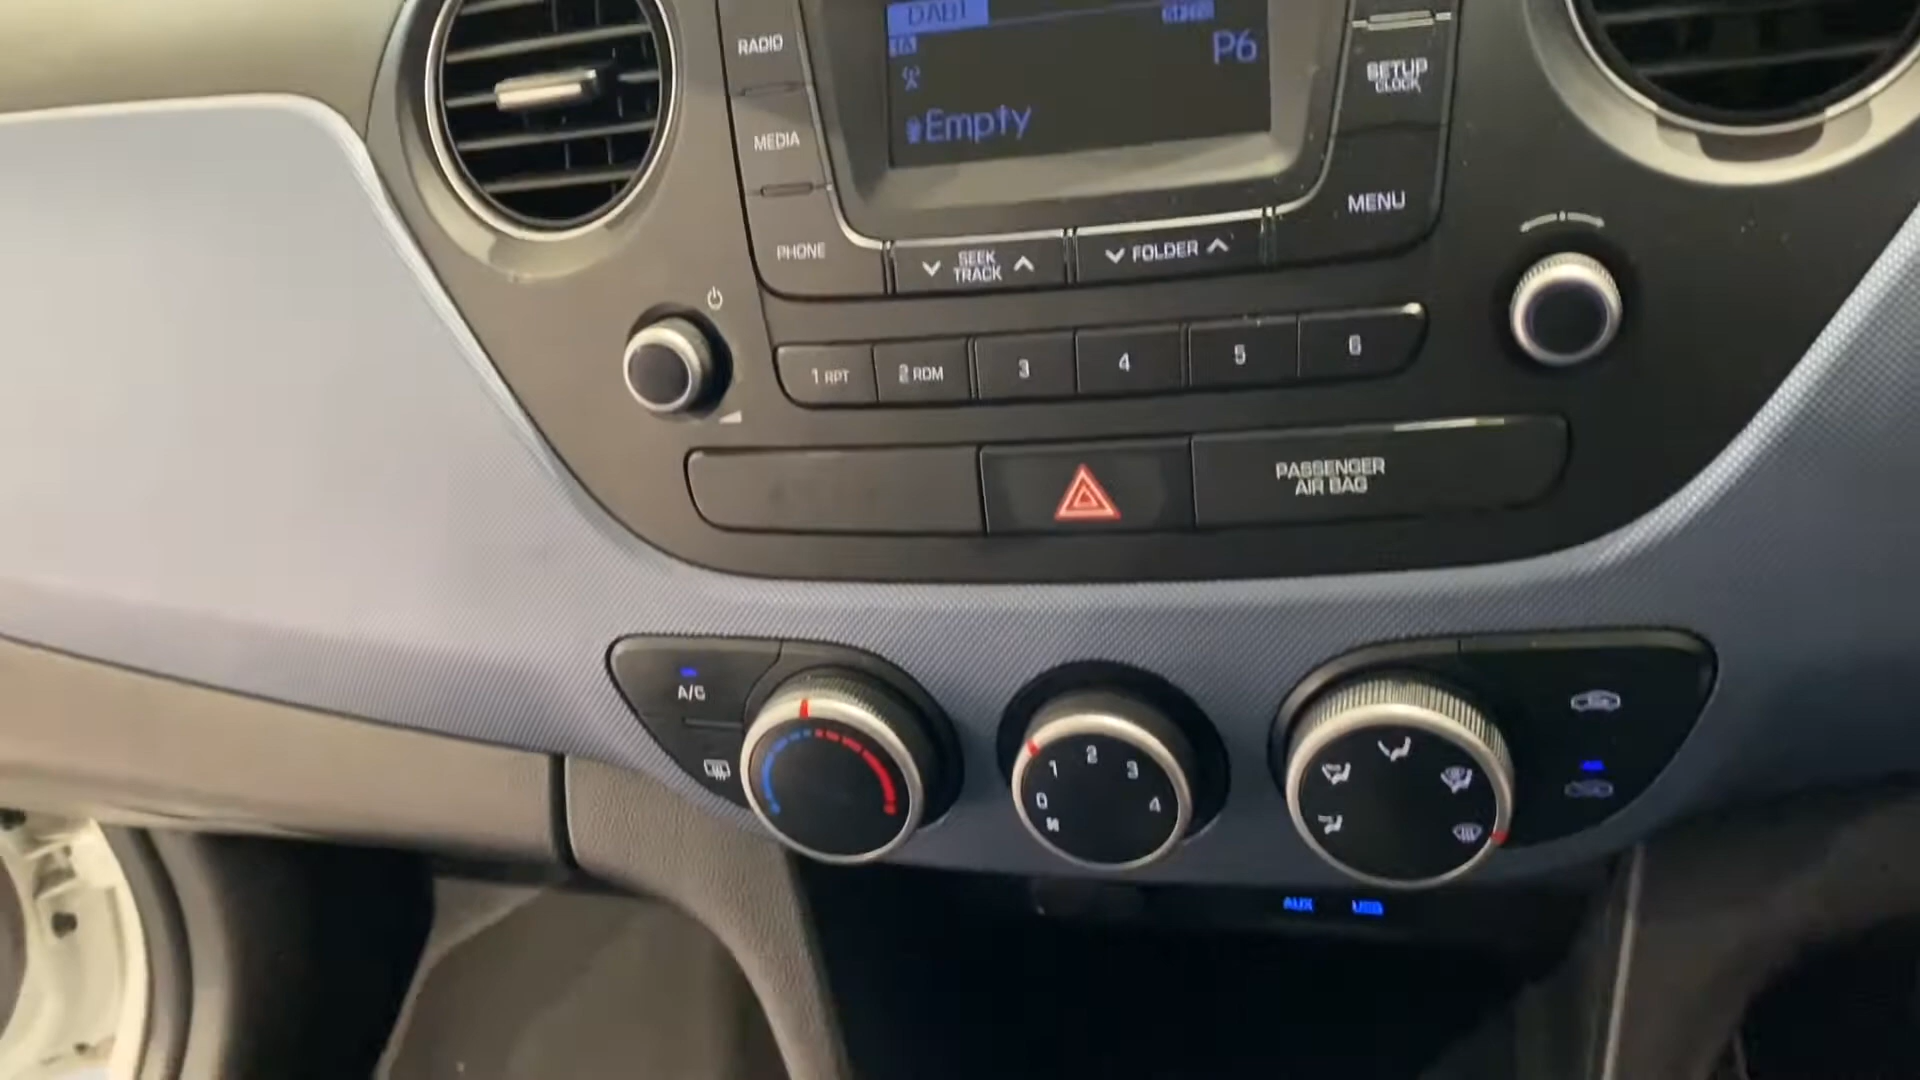 DAB1
P6
Empty
RADIO
MEDIA
PHONE
SETUP
CLOCK
MENU
SEEK
TRACK
FOLDER
1 RPT
2 RDM
3
4
5
6
PASSENGER
AIR BAG
A/C
0
1
2
3
4
AUX
USB